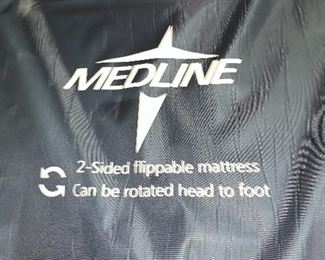 MEDLINE
2-Sided flippable mattress
Can be rotated head to foot